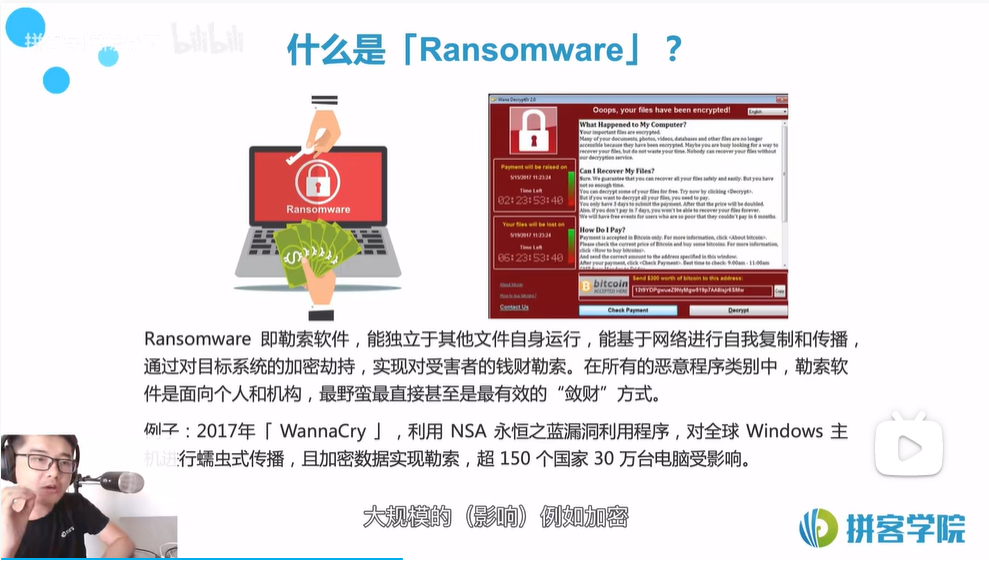 bilibili
什么是「Ransomware」？
Ransomware
Wana Decrypt0r 2.0
Ooops, your files have been encrypted!
English
Payment will be raised on
5/15/2017 11:23:24
Time Left
02:23:53:40
Your files will be lost on
5/19/2017 11:23:24
Time Left
06:23:53:40
About bitcoin
How to buy bitcoins?
Contact Us
What Happened to My Computer?
Your important files are encrypted.
Many of your documents, photos, videos, databases and other files are no longer
accessible because they have been encrypted. Maybe you are busy looking for a way to
recover your files, but do not waste your time. Nobody can recover your files without
our decryption service.
Can I Recover My Files?
Sure. We guarantee that you can recover all your files safely and easily. But you have
not so enough time.
You can decrypt some of your files for free. Try now by clicking <Decrypt>.
But if you want to decrypt all your files, you need to pay.
You only have 3 days to submit the payment. After that the price will be doubled.
Also, if you don't pay in 7 days, you won't be able to recover your files forever.
We will have free events for users who are so poor that they couldn't pay in 6 months.
How Do I Pay?
Payment is accepted in Bitcoin only. For more information, click <About bitcoin>.
Please check the current price of Bitcoin and buy some bitcoins. For more information,
click <How to buy bitcoins>.
And send the correct amount to the address specified in this window.
After your payment, click <Check Payment>. Best time to check: 9:00am - 11:00am
bitcoin
ACCEPTED HERE
Send $300 worth of bitcoin to this address:
Copy
Check Payment
Decrypt
Ransomware 即勒索软件，能独立于其他文件自身运行，能基于网络进行自我复制和传播，
通过对目标系统的加密劫持，实现对受害者的钱财勒索。在所有的恶意程序类别中，勒索软
件是面向个人和机构，最野蛮最直接甚至是最有效的“敛财”方式。
例子：2017年「 WannaCry 」，利用 NSA 永恒之蓝漏洞利用程序，对全球 Windows 主
机进行蠕虫式传播，且加密数据实现勒索，超 150 个国家 30 万台电脑受影响。
大规模的（影响）例如加密
拼客学院